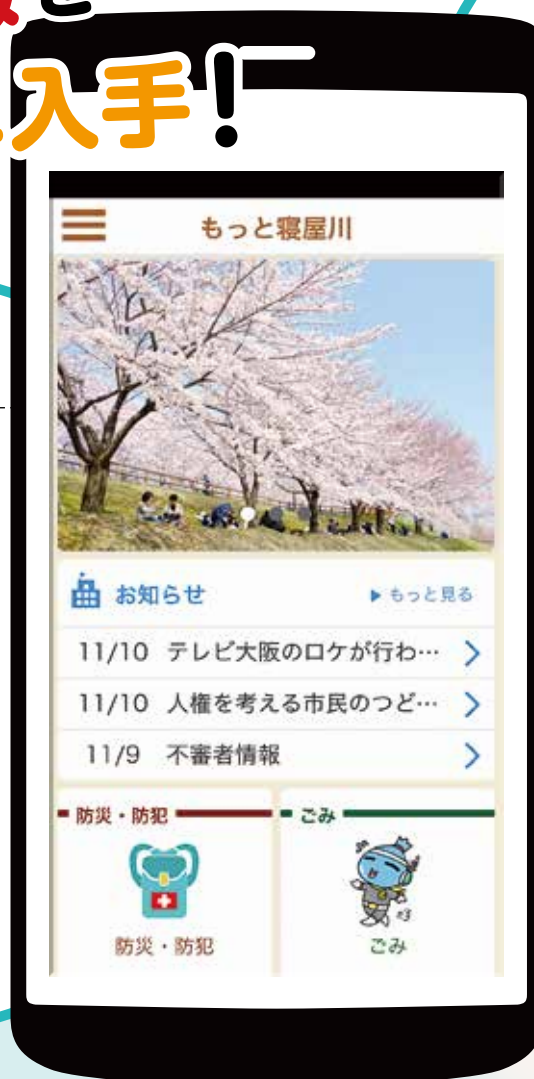 を
入手!
もっと寝屋川
お知らせ ▶もっと見る
11/10 テレビ大阪のロケが行わ…
11/10 人権を考える市民のつど…
11/9 不審者情報
防災・防犯
ごみ
防災・防犯
ごみ